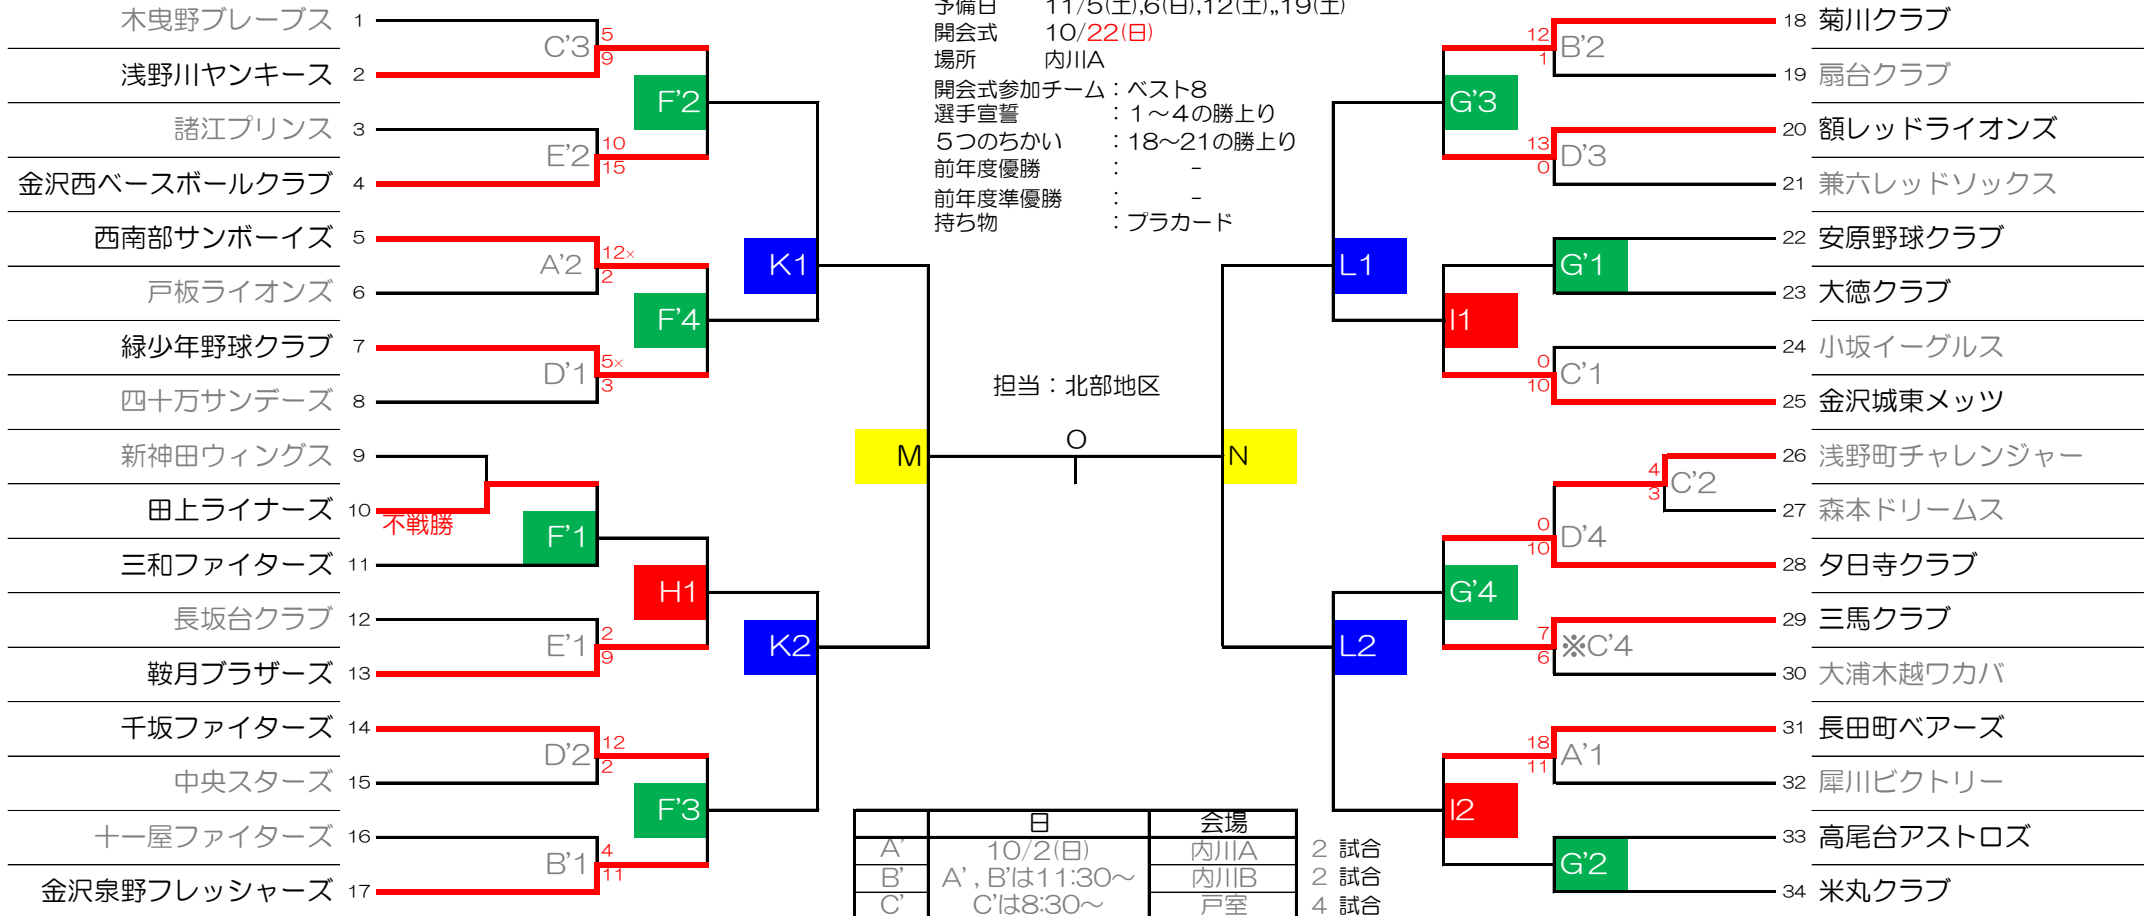 予備日 11/5(土),6(日),12(土),,19(土)
開会式 10/22(日)
場所 内川A
開会式参加チーム：ベスト8
選手宣誓 ：1～4の勝上り
5つのちかい ：18～21の勝上り
前年度優勝 ： -
前年度準優勝 ： -
持ち物 ：プラカード
木曳野ブレーブス 1
浅野川ヤンキース 2
諸江プリンス 3
金沢西ベースボールクラブ 4
西南部サンボーイズ 5
戸板ライオンズ 6
緑少年野球クラブ 7
四十万サンデーズ 8
新神田ウィングス 9
田上ライナーズ 10
不戦勝
三和ファイターズ 11
長坂台クラブ 12
鞍月ブラザーズ 13
千坂ファイターズ 14
中央スターズ 15
十一屋ファイターズ 16
金沢泉野フレッシャーズ 17
C'3 5
9
E'2 10
15
A'2 12×
2
D'1 5×
3
E'1 2
9
D'2 12
2
B'1 4
11
F'2
F'4
F'1
H1
F'3
K1
K2
M
担当：北部地区
O
N
L1
L2
G'3
I1
G'4
I2
12 B'2
1
13 D'3
0
G'1
0 C'1
10
4 C'2
3
0 D'4
10
7 ※C'4
6
18 A'1
11
G'2
18 菊川クラブ
19 扇台クラブ
20 額レッドライオンズ
21 兼六レッドソックス
22 安原野球クラブ
23 大徳クラブ
24 小坂イーグルス
25 金沢城東メッツ
26 浅野町チャレンジャー
27 森本ドリームス
28 夕日寺クラブ
29 三馬クラブ
30 大浦木越ワカバ
31 長田町ベアーズ
32 犀川ビクトリー
33 高尾台アストロズ
34 米丸クラブ
日 会場
A' 10/2(日) 内川A 2 試合
B' A' , B'は11:30～ 内川B 2 試合
C' C'は8:30～ 戸室 4 試合